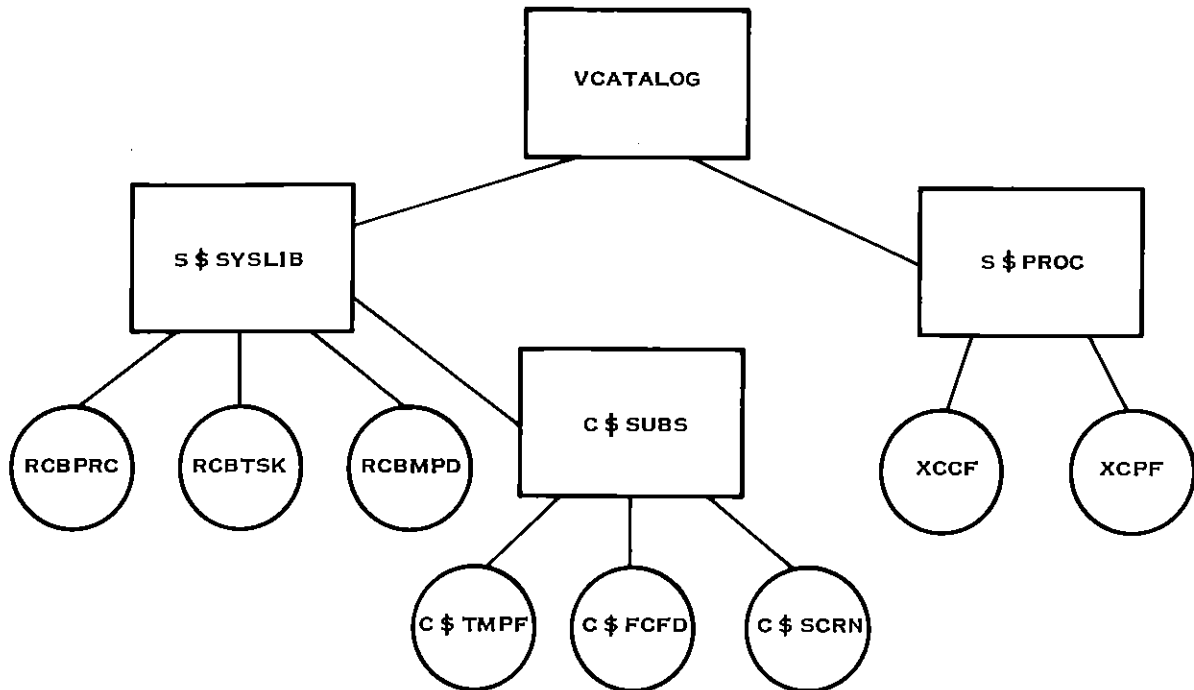 VCATALOG
S$SYSLIB
S$PROC
C$SUBS
RCBPRC
RCBTSK
RCBMPD
XCCF
XCPF
C$TMPF
C$FCFD
C$SCRN